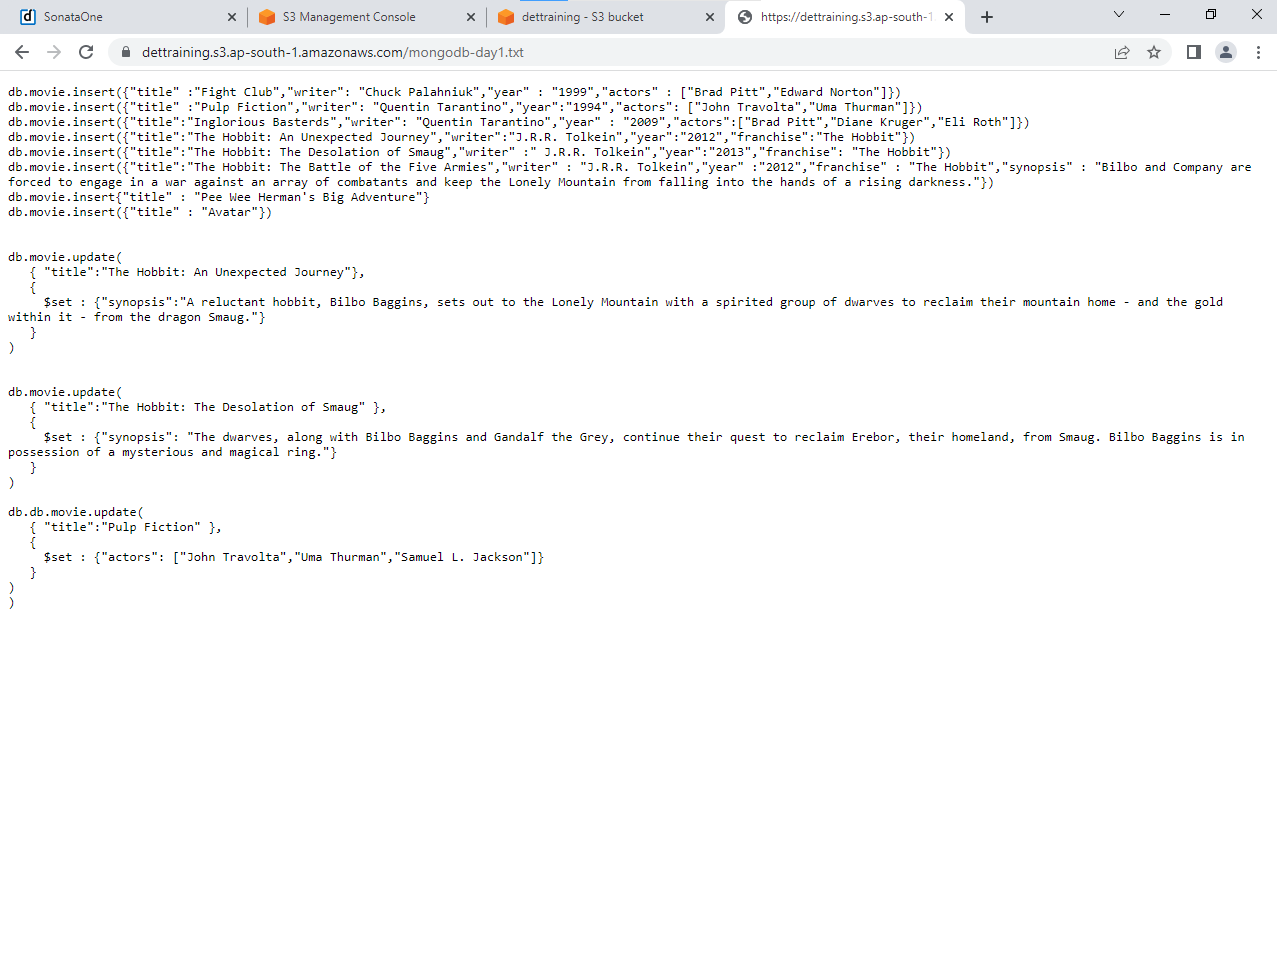 SonataOne
S3 Management Console
dettraining - S3 bucket
https://dettraining.s3.ap-south-1
dettraining.s3.ap-south-1.amazonaws.com/mongodb-day1.txt
db.movie.insert({"title" :"Fight Club","writer": "Chuck Palahniuk","year" : "1999","actors" : ["Brad Pitt","Edward Norton"]})
db.movie.insert({"title" :"Pulp Fiction","writer": "Quentin Tarantino","year":"1994","actors": ["John Travolta","Uma Thurman"]})
db.movie.insert({"title":"Inglorious Basterds","writer": "Quentin Tarantino","year" : "2009","actors":["Brad Pitt","Diane Kruger","Eli Roth"]})
db.movie.insert({"title":"The Hobbit: An Unexpected Journey","writer":"J.R.R. Tolkein","year":"2012","franchise":"The Hobbit"})
db.movie.insert({"title":"The Hobbit: The Desolation of Smaug","writer" :" J.R.R. Tolkein","year":"2013","franchise": "The Hobbit"})
db.movie.insert({"title":"The Hobbit: The Battle of the Five Armies","writer" : "J.R.R. Tolkein","year" :"2012","franchise" : "The Hobbit","synopsis" : "Bilbo and Company are
forced to engage in a war against an array of combatants and keep the Lonely Mountain from falling into the hands of a rising darkness."})
db.movie.insert{"title" : "Pee Wee Herman's Big Adventure"}
db.movie.insert({"title" : "Avatar"})
db.movie.update(
{ "title":"The Hobbit: An Unexpected Journey"},
{
$set : {"synopsis":"A reluctant hobbit, Bilbo Baggins, sets out to the Lonely Mountain with a spirited group of dwarves to reclaim their mountain home - and the gold
within it - from the dragon Smaug."}
}
)
db.movie.update(
{ "title":"The Hobbit: The Desolation of Smaug" },
{
$set : {"synopsis": "The dwarves, along with Bilbo Baggins and Gandalf the Grey, continue their quest to reclaim Erebor, their homeland, from Smaug. Bilbo Baggins is in
possession of a mysterious and magical ring."}
}
)
db.db.movie.update(
{ "title":"Pulp Fiction" },
{
$set : {"actors": ["John Travolta","Uma Thurman","Samuel L. Jackson"]}
}
)
)